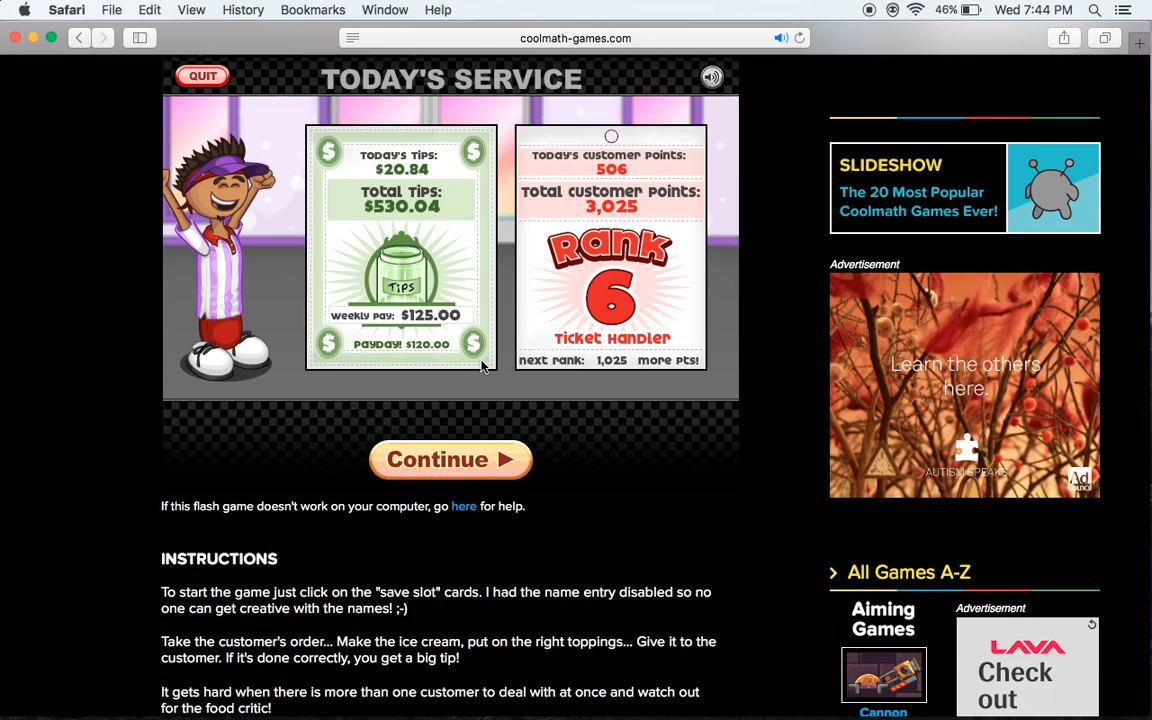 Safari File Edit View History Bookmarks Window Help
46% Wed 7:44 PM
coolmath-games.com
QUIT
TODAY'S SERVICE
Today's Tips:
$20.84
Total Tips:
$530.04
Tips
Weekly Pay: $125.00
Payday! $120.00
Today's Customer Points:
506
Total Customer Points:
3,025
Rank
6
Ticket Handler
next rank: 1,025 more pts!
Continue
If this flash game doesn't work on your computer, go here for help.
INSTRUCTIONS
To start the game just click on the "save slot" cards. I had the name entry disabled so no
one can get creative with the names! ;-)
Take the customer's order... Make the ice cream, put on the right toppings... Give it to the
customer. If it's done correctly, you get a big tip!
It gets hard when there is more than one customer to deal with at once and watch out
for the food critic!
SLIDESHOW
The 20 Most Popular
Coolmath Games Ever!
Advertisement
Learn the others
here.
AUTISM SPEAKS
Ad
Council
> All Games A-Z
Aiming
Games
Cannon
Advertisement
LAVA
Check
out